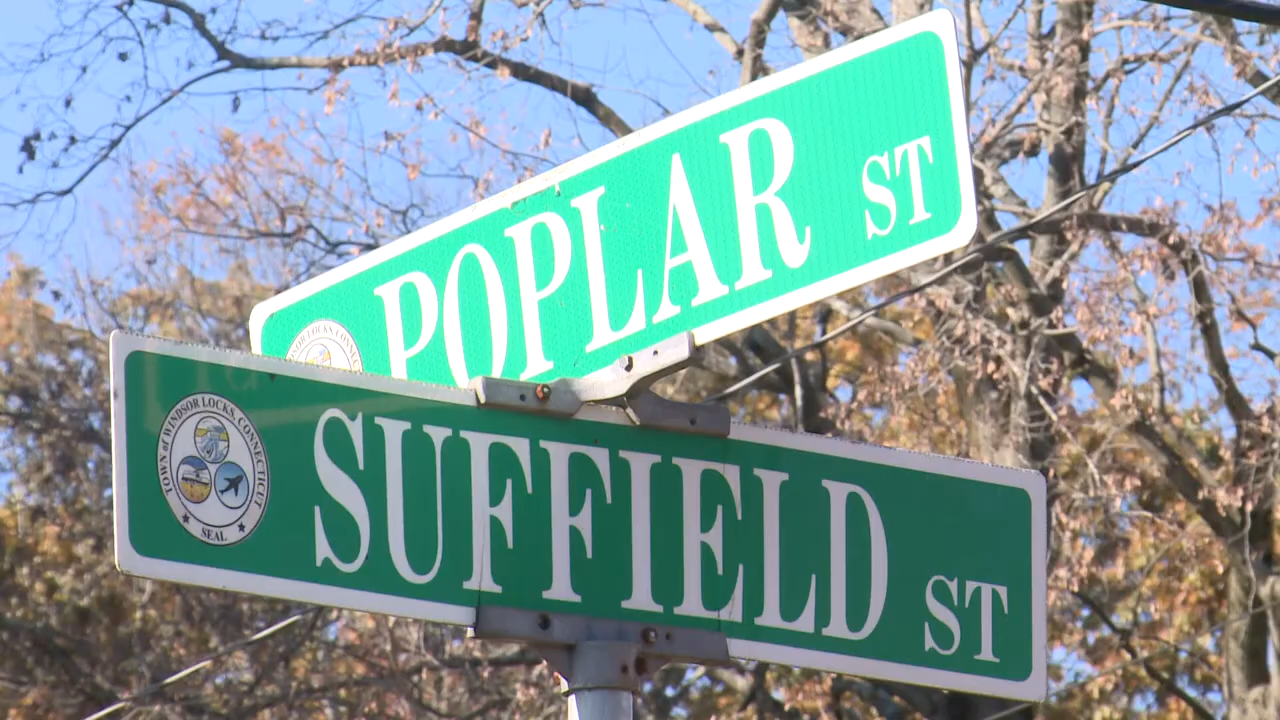 POPLAR ST
SUFFIELD ST
TOWN of WINDSOR LOCKS, CONNECTICUT
SEAL